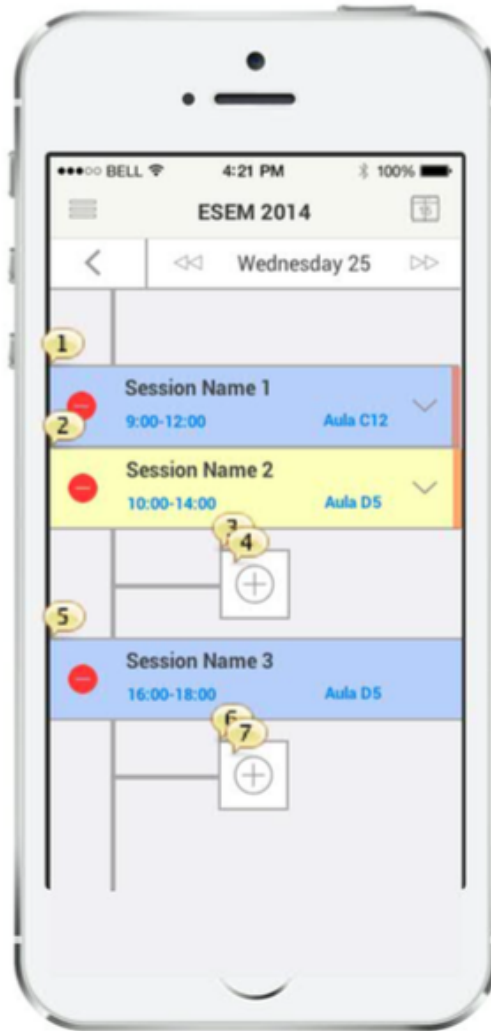 BELL 4:21 PM 100%
ESEM 2014
Wednesday 25
1
Session Name 1
2
9:00-12:00 Aula C12
Session Name 2
10:00-14:00 Aula D5
3
4
5
Session Name 3
16:00-18:00 Aula D5
6
7